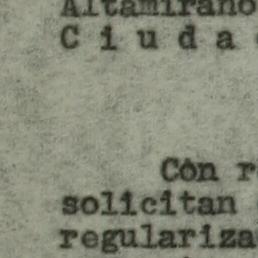 Altamirano
C i u d a
Con r
solicitan
regulariza